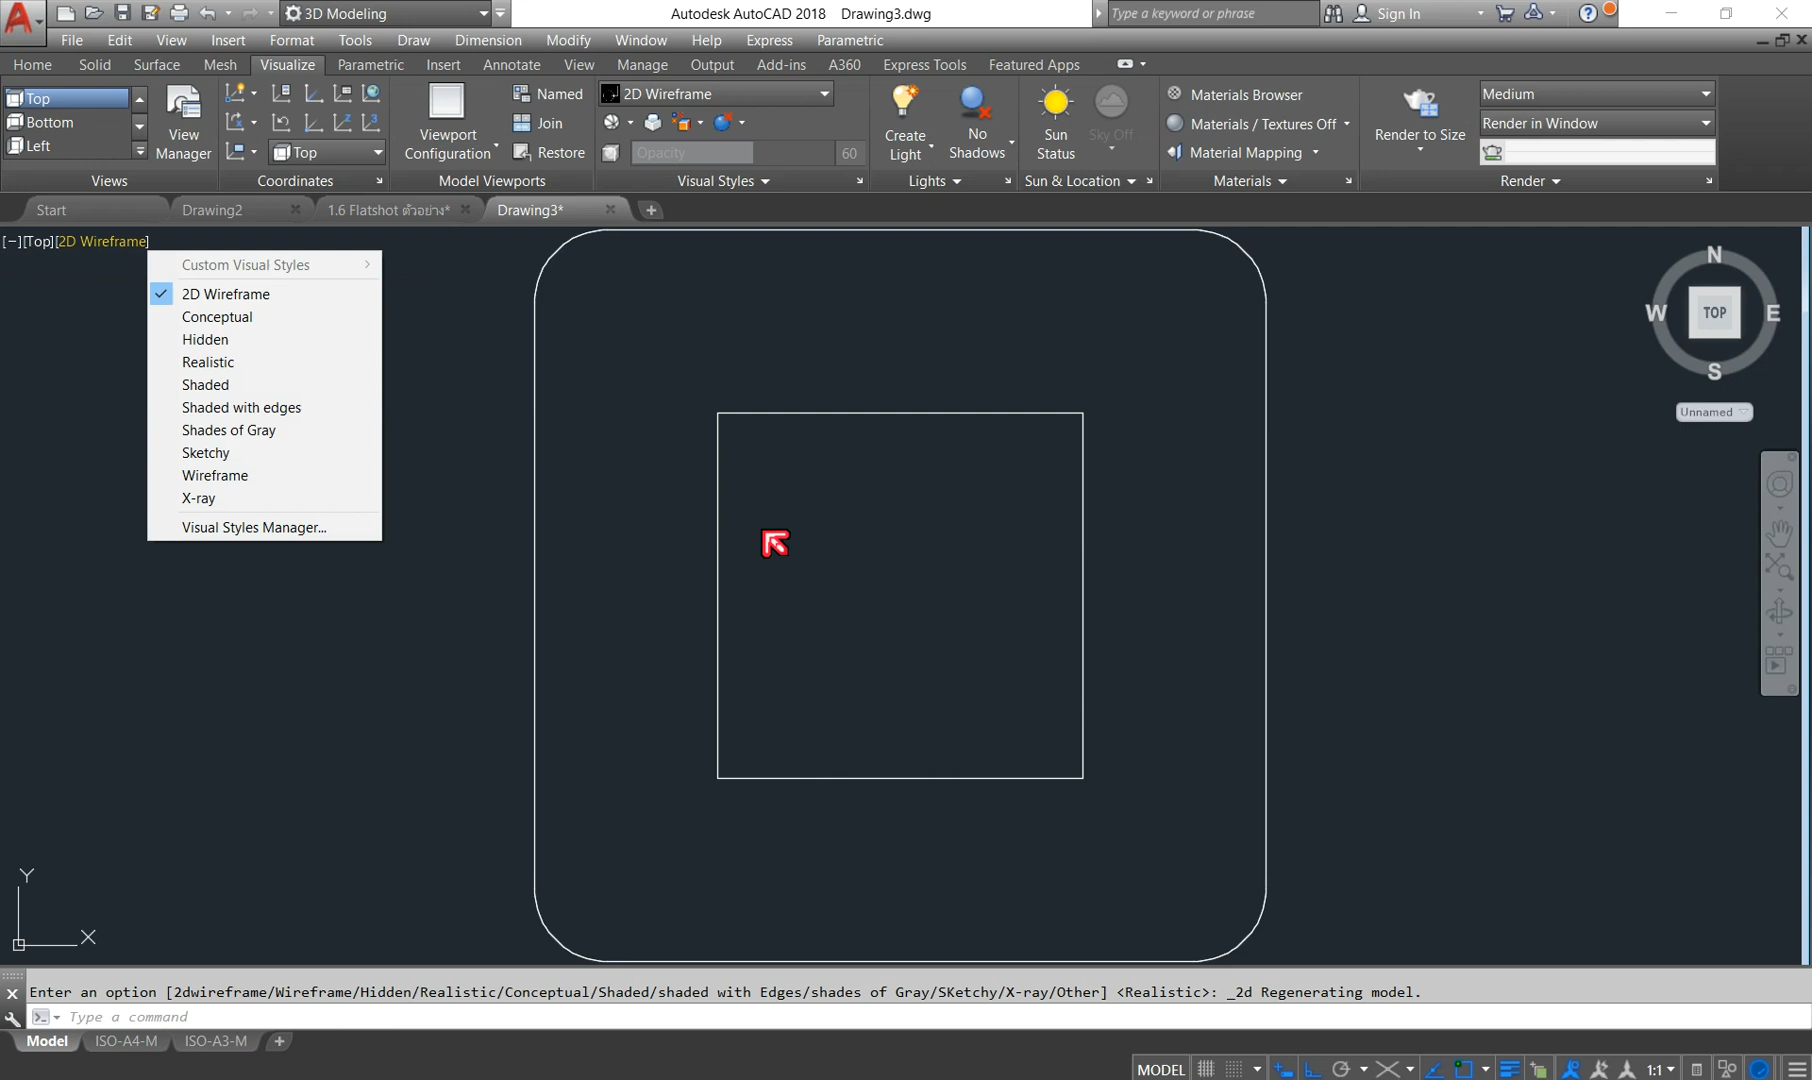 3D Modeling
Autodesk AutoCAD 2018 Drawing3.dwg
Type a keyword or phrase
Sign In
File Edit View Insert Format Tools Draw Dimension Modify Window Help Express Parametric
Home Solid Surface Mesh Visualize Parametric Insert Annotate View Manage Output Add-ins A360 Express Tools Featured Apps
Top
Bottom
Left
View
Manager
Views
Top
Coordinates
Viewport
Configuration
Named
Join
Restore
Model Viewports
2D Wireframe
Opacity 60
Visual Styles
Create
Light
No
Shadows
Lights
Sun
Status
Sky Off
Sun & Location
Materials Browser
Materials / Textures Off
Material Mapping
Materials
Render to Size
Medium
Render in Window
Render
Start Drawing2 1.6 Flatshot ตัวอย่าง* Drawing3*
[−][Top][2D Wireframe]
Custom Visual Styles
2D Wireframe
Conceptual
Hidden
Realistic
Shaded
Shaded with edges
Shades of Gray
Sketchy
Wireframe
X-ray
Visual Styles Manager...
N
W TOP E
S
Unnamed
Y
X
Enter an option [2dwireframe/Wireframe/Hidden/Realistic/Conceptual/Shaded/shaded with Edges/shades of Gray/SKetchy/X-ray/Other] <Realistic>: _2d Regenerating model.
Type a command
Model ISO-A4-M ISO-A3-M
MODEL 1:1